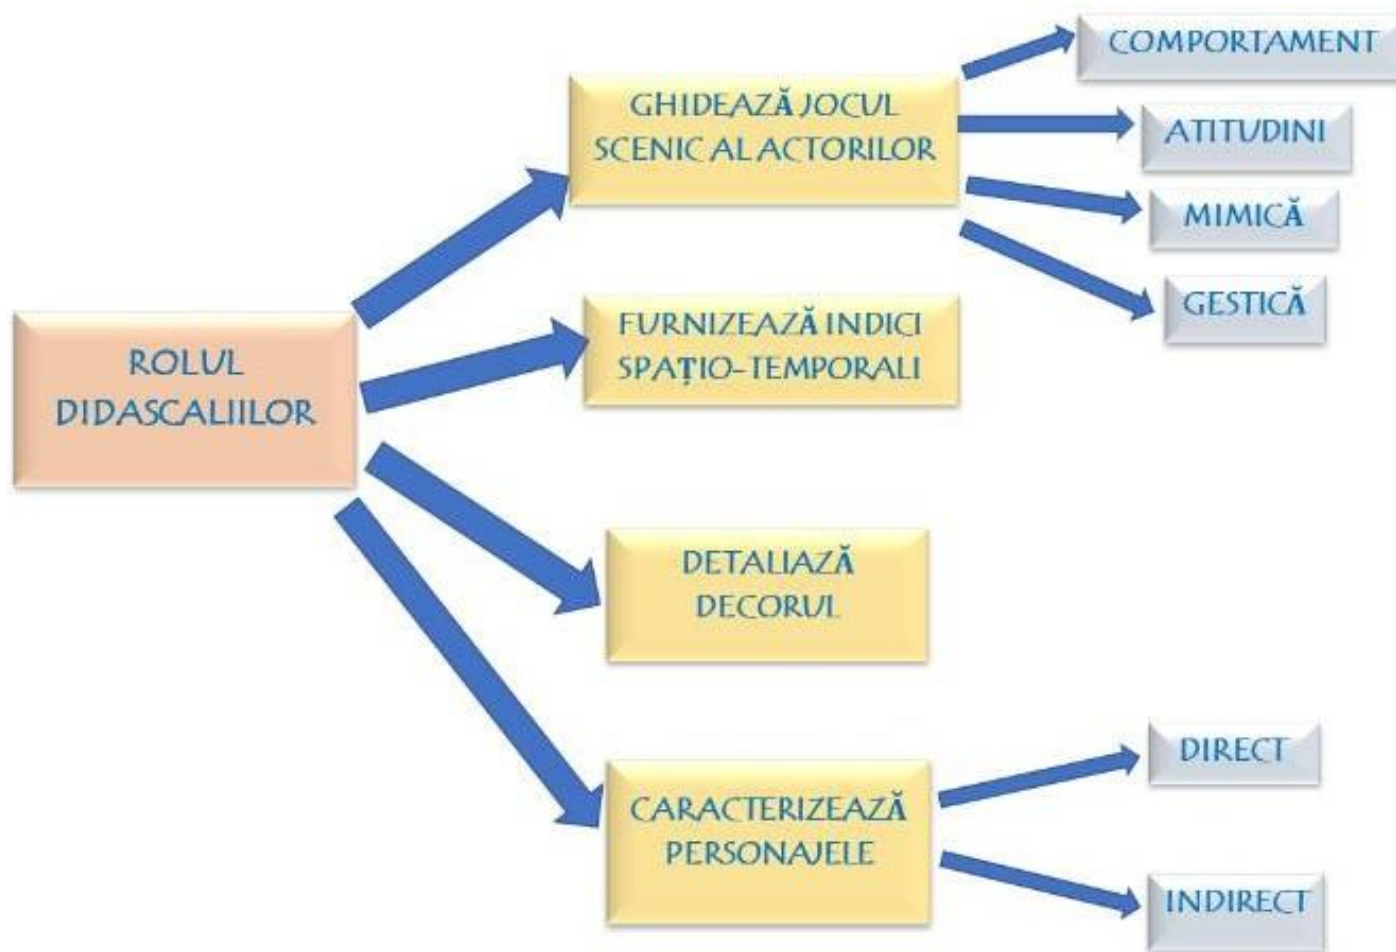 ROLUL
DIDASCALIILOR
GHIDEAZĂ JOCUL
SCENIC AL ACTORILOR
COMPORTAMENT
ATITUDINI
MIMICĂ
GESTICĂ
FURNIZEAZĂ INDICI
SPAȚIO-TEMPORALI
DETALIAZĂ
DECORUL
CARACTERIZEAZĂ
PERSONAJELE
DIRECT
INDIRECT